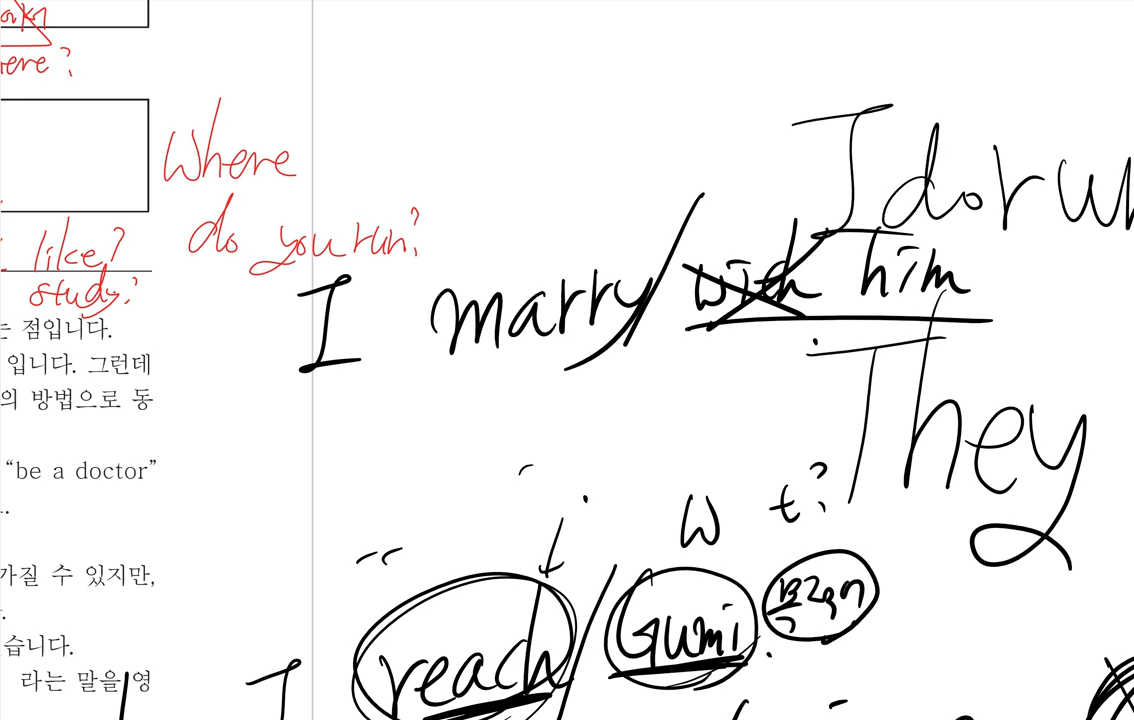 ere?
Where
do you run?
like?
study?
I do
I marry with him
They
는 점입니다.
입니다. 그런데
의 방법으로 동
“be a doctor”
..
가질 수 있지만,
습니다.
라는 말을 영
W t?
I reach Gumi